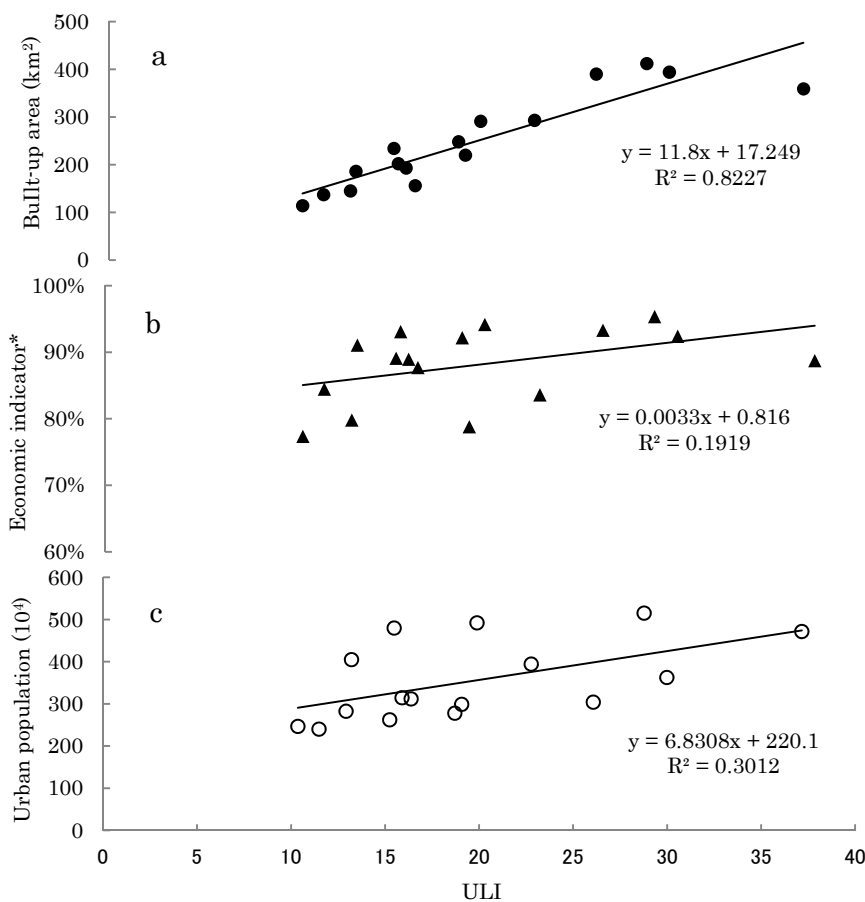 500
400
300
200
100
0
BuIlt-up area (km²)
a
y = 11.8x + 17.249
R² = 0.8227
100%
90%
80%
70%
60%
Economic indicator*
b
y = 0.0033x + 0.816
R² = 0.1919
600
500
400
300
200
100
0
Urban population (10⁴)
c
y = 6.8308x + 220.1
R² = 0.3012
0 5 10 15 20 25 30 35 40
ULI